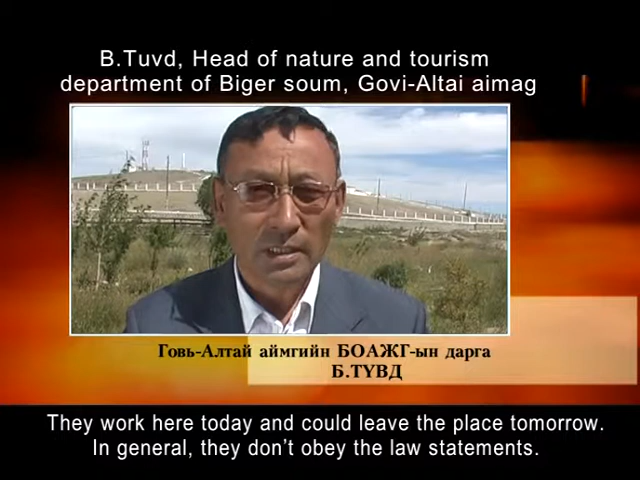 B.Tuvd, Head of nature and tourism
department of Biger soum, Govi-Altai aimag
Говь-Алтай аймгийн БОАЖГ-ын дарга
Б.ТҮВД
They work here today and could leave the place tomorrow.
In general, they don't obey the law statements.